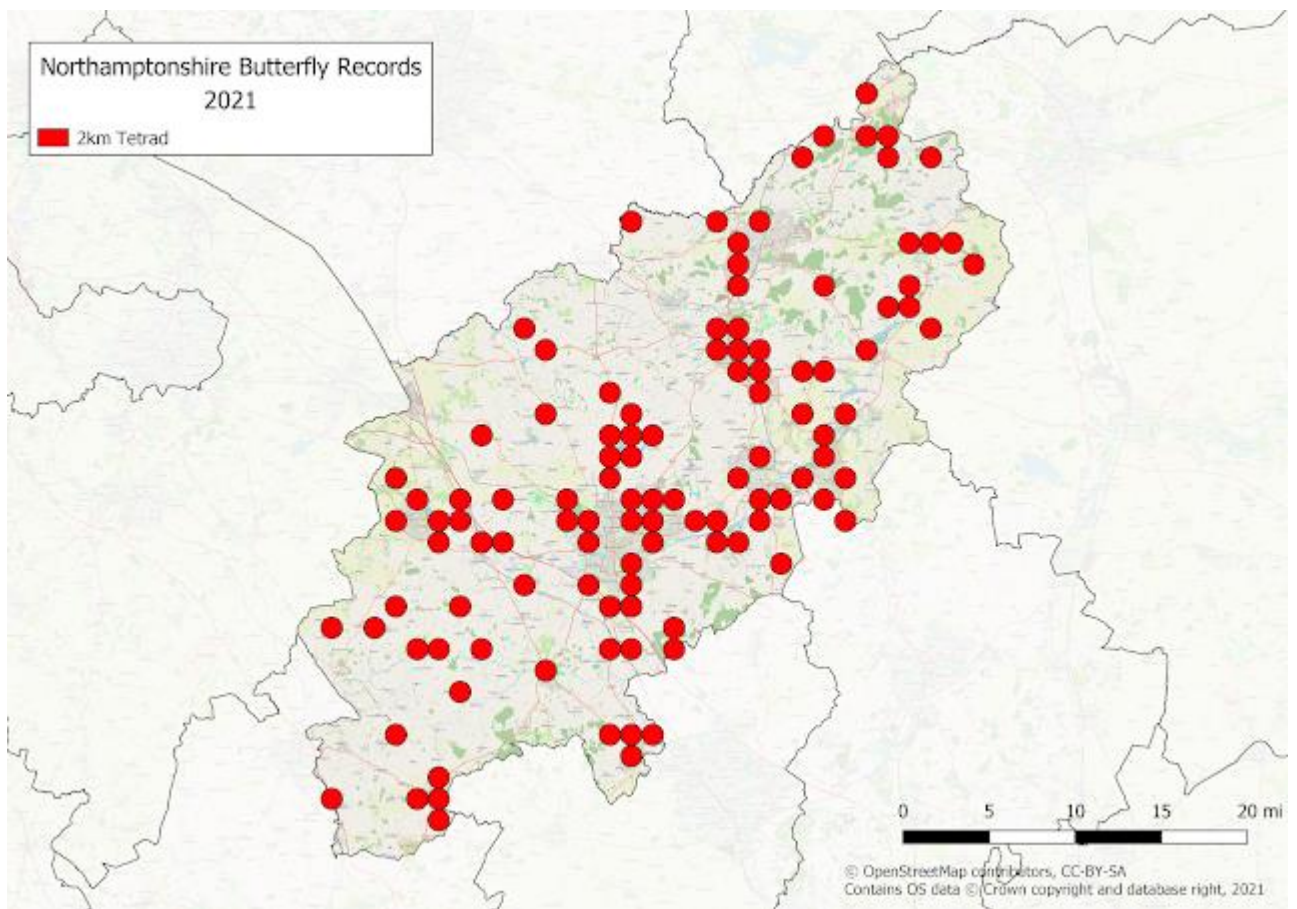 Northamptonshire Butterfly Records
2021
2km Tetrad
0 5 10 15 20 mi
© OpenStreetMap contributors, CC-BY-SA
Contains OS data © Crown copyright and database right, 2021